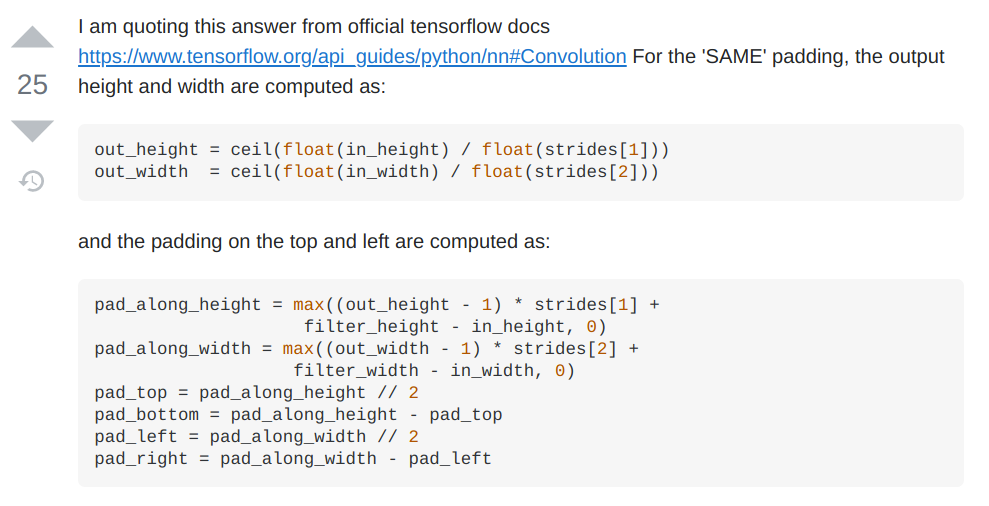 I am quoting this answer from official tensorflow docs
https://www.tensorflow.org/api_guides/python/nn#Convolution For the 'SAME' padding, the output
25
height and width are computed as:
out_height = ceil(float(in_height) / float(strides[1]))
out_width  = ceil(float(in_width) / float(strides[2]))
and the padding on the top and left are computed as:
pad_along_height = max((out_height - 1) * strides[1] +
                    filter_height - in_height, 0)
pad_along_width = max((out_width - 1) * strides[2] +
                   filter_width - in_width, 0)
pad_top = pad_along_height // 2
pad_bottom = pad_along_height - pad_top
pad_left = pad_along_width // 2
pad_right = pad_along_width - pad_left